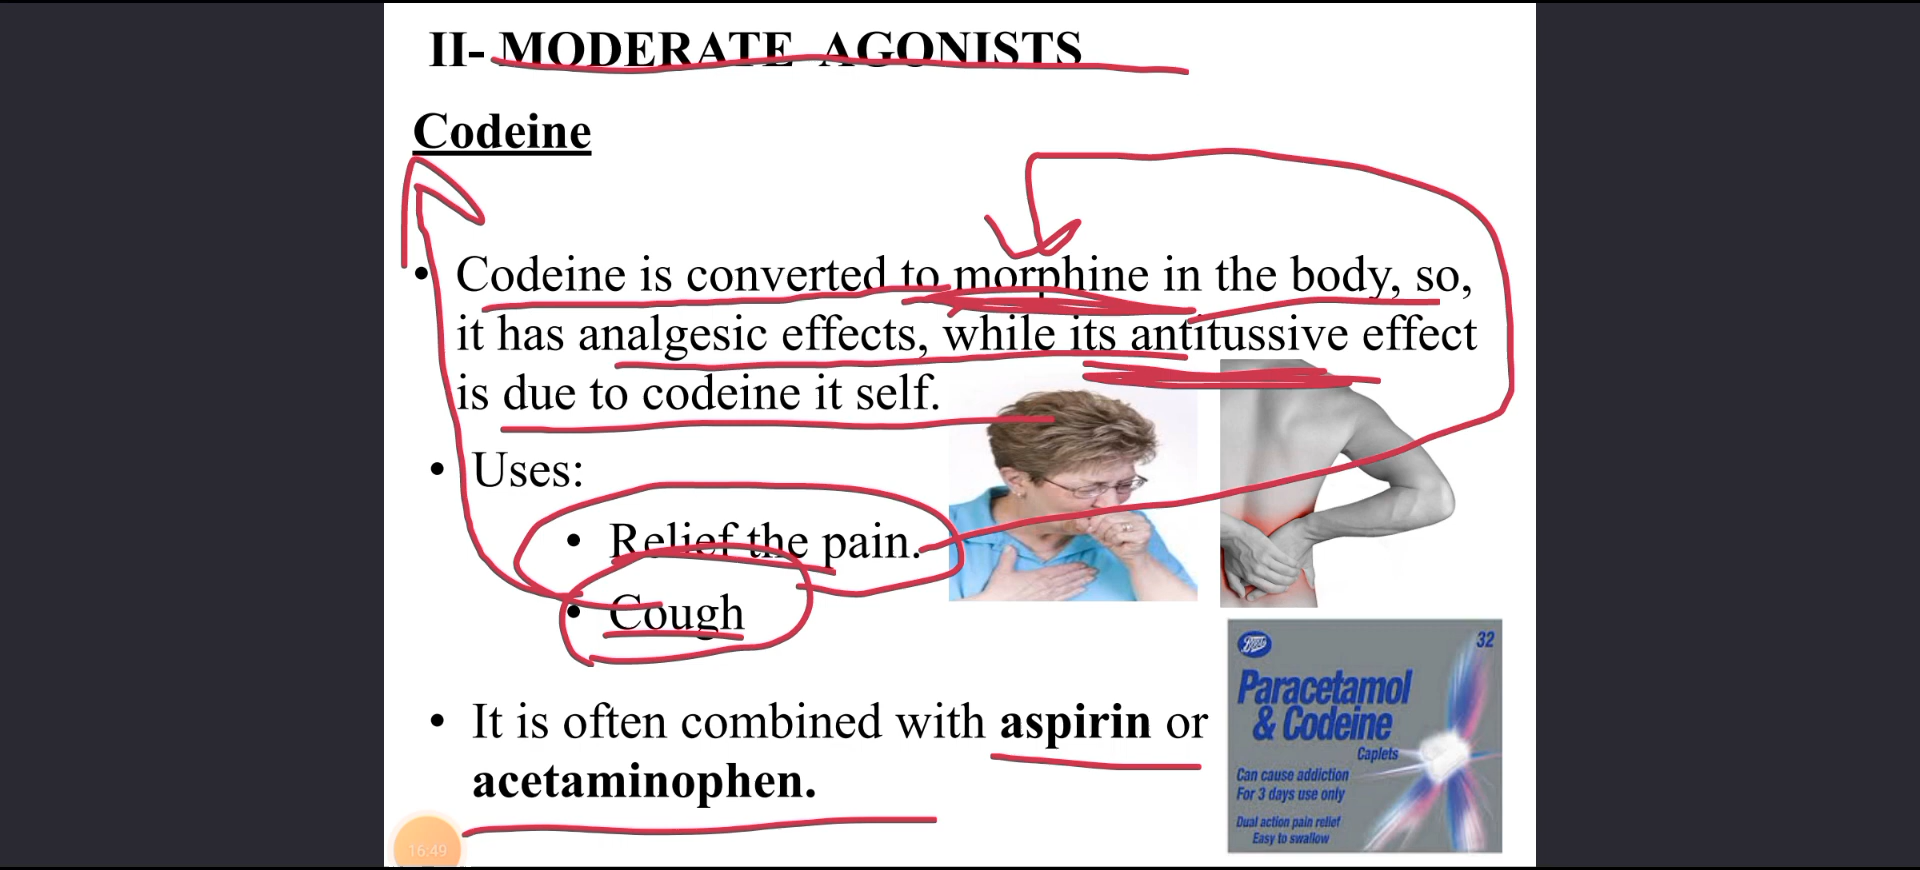 II- MODERATE AGONISTS
Codeine
• Codeine is converted to morphine in the body, so,
it has analgesic effects, while its antitussive effect
is due to codeine it self.
• Uses:
• Relief the pain.
• Cough
• It is often combined with aspirin or
acetaminophen.
Boots
32
Paracetamol
& Codeine
Caplets
Can cause addiction
For 3 days use only
Dual action pain relief
Easy to swallow
16:49